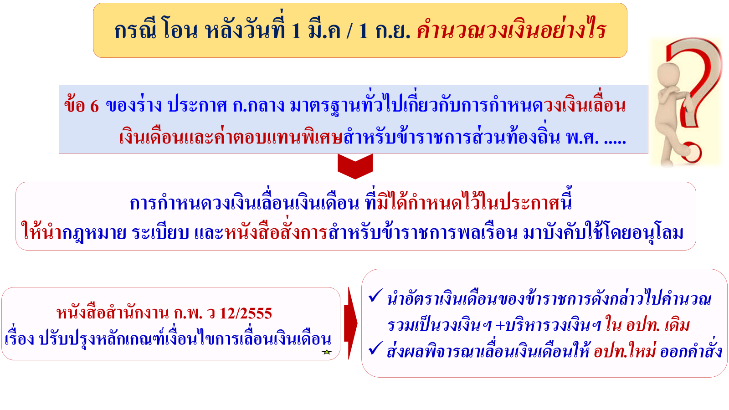 กรณี โอน หลังวันที่ 1 มี.ค / 1 ก.ย. คำนวณวงเงินอย่างไร
ข้อ 6 ของร่าง ประกาศ ก.กลาง มาตรฐานทั่วไปเกี่ยวกับการกำหนดวงเงินเลื่อน
เงินเดือนและค่าตอบแทนพิเศษสำหรับข้าราชการส่วนท้องถิ่น พ.ศ. .....
การกำหนดวงเงินเลื่อนเงินเดือน ที่มิได้กำหนดไว้ในประกาศนี้
ให้นำกฎหมาย ระเบียบ และหนังสือสั่งการสำหรับข้าราชการพลเรือน มาบังคับใช้โดยอนุโลม
หนังสือสำนักงาน ก.พ. ว 12/2555
เรื่อง ปรับปรุงหลักเกณฑ์เงื่อนไขการเลื่อนเงินเดือน
✓ นำอัตราเงินเดือนของข้าราชการดังกล่าวไปคำนวณ
รวมเป็นวงเงินฯ +บริหารวงเงินฯ ใน อปท. เดิม
✓ ส่งผลพิจารณาเลื่อนเงินเดือนให้ อปท.ใหม่ ออกคำสั่ง